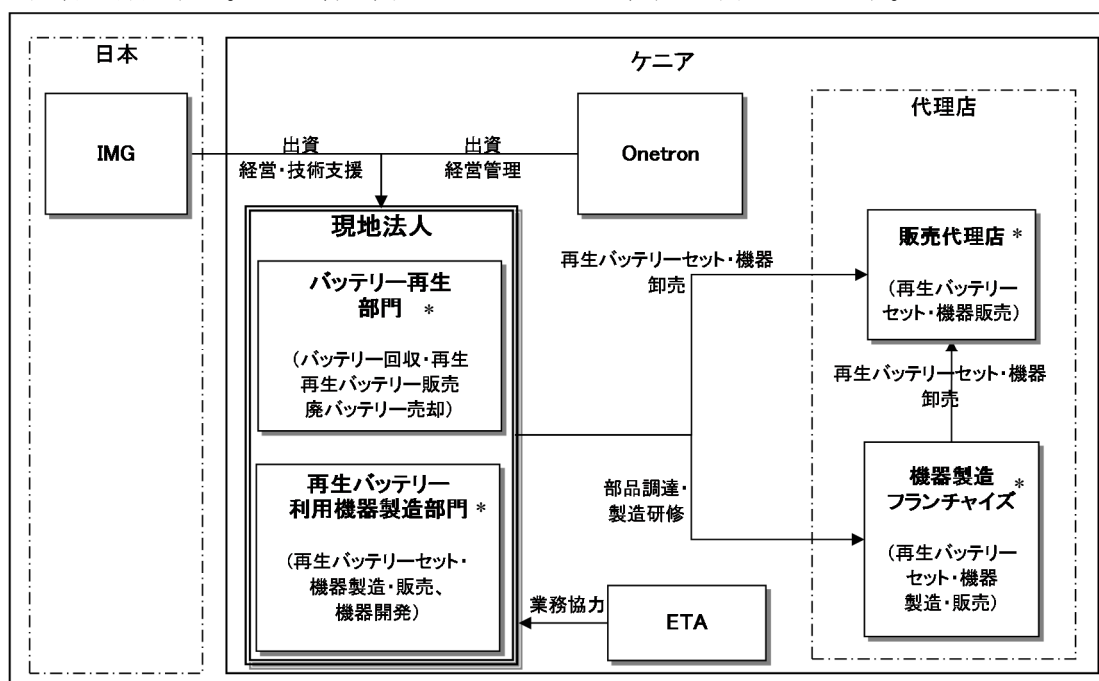 日本
ケニア
代理店
IMG
出資
経営・技術支援
出資
経営管理
Onetron
現地法人
バッテリー再生
部門 *
(バッテリー回収・再生
再生バッテリー販売
廃バッテリー売却)
再生バッテリー
利用機器製造部門 *
(再生バッテリーセット・
機器製造・販売、
機器開発)
再生バッテリーセット・機器
卸売
販売代理店 *
(再生バッテリー
セット・機器販売)
再生バッテリーセット・機器
卸売
部品調達・
製造研修
機器製造
フランチャイズ *
(再生バッテリー
セット・機器
製造・販売)
業務協力
ETA